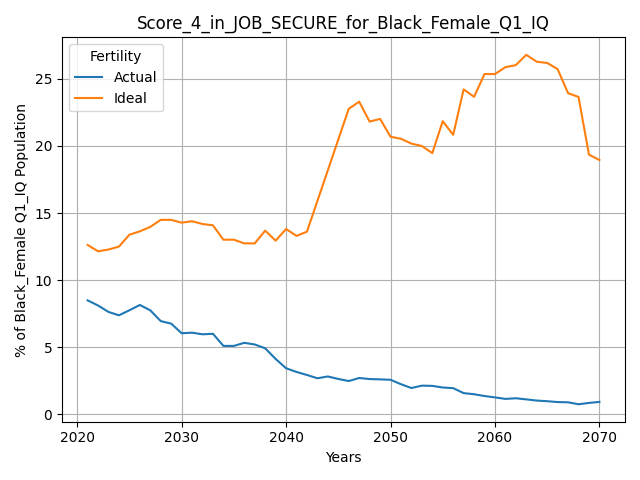 Score_4_in_JOB_SECURE_for_Black_Female_Q1_IQ
Fertility
Actual
Ideal
% of Black_Female Q1_IQ Population
25
20
15
10
5
0
2020
2030
2040
2050
2060
2070
Years